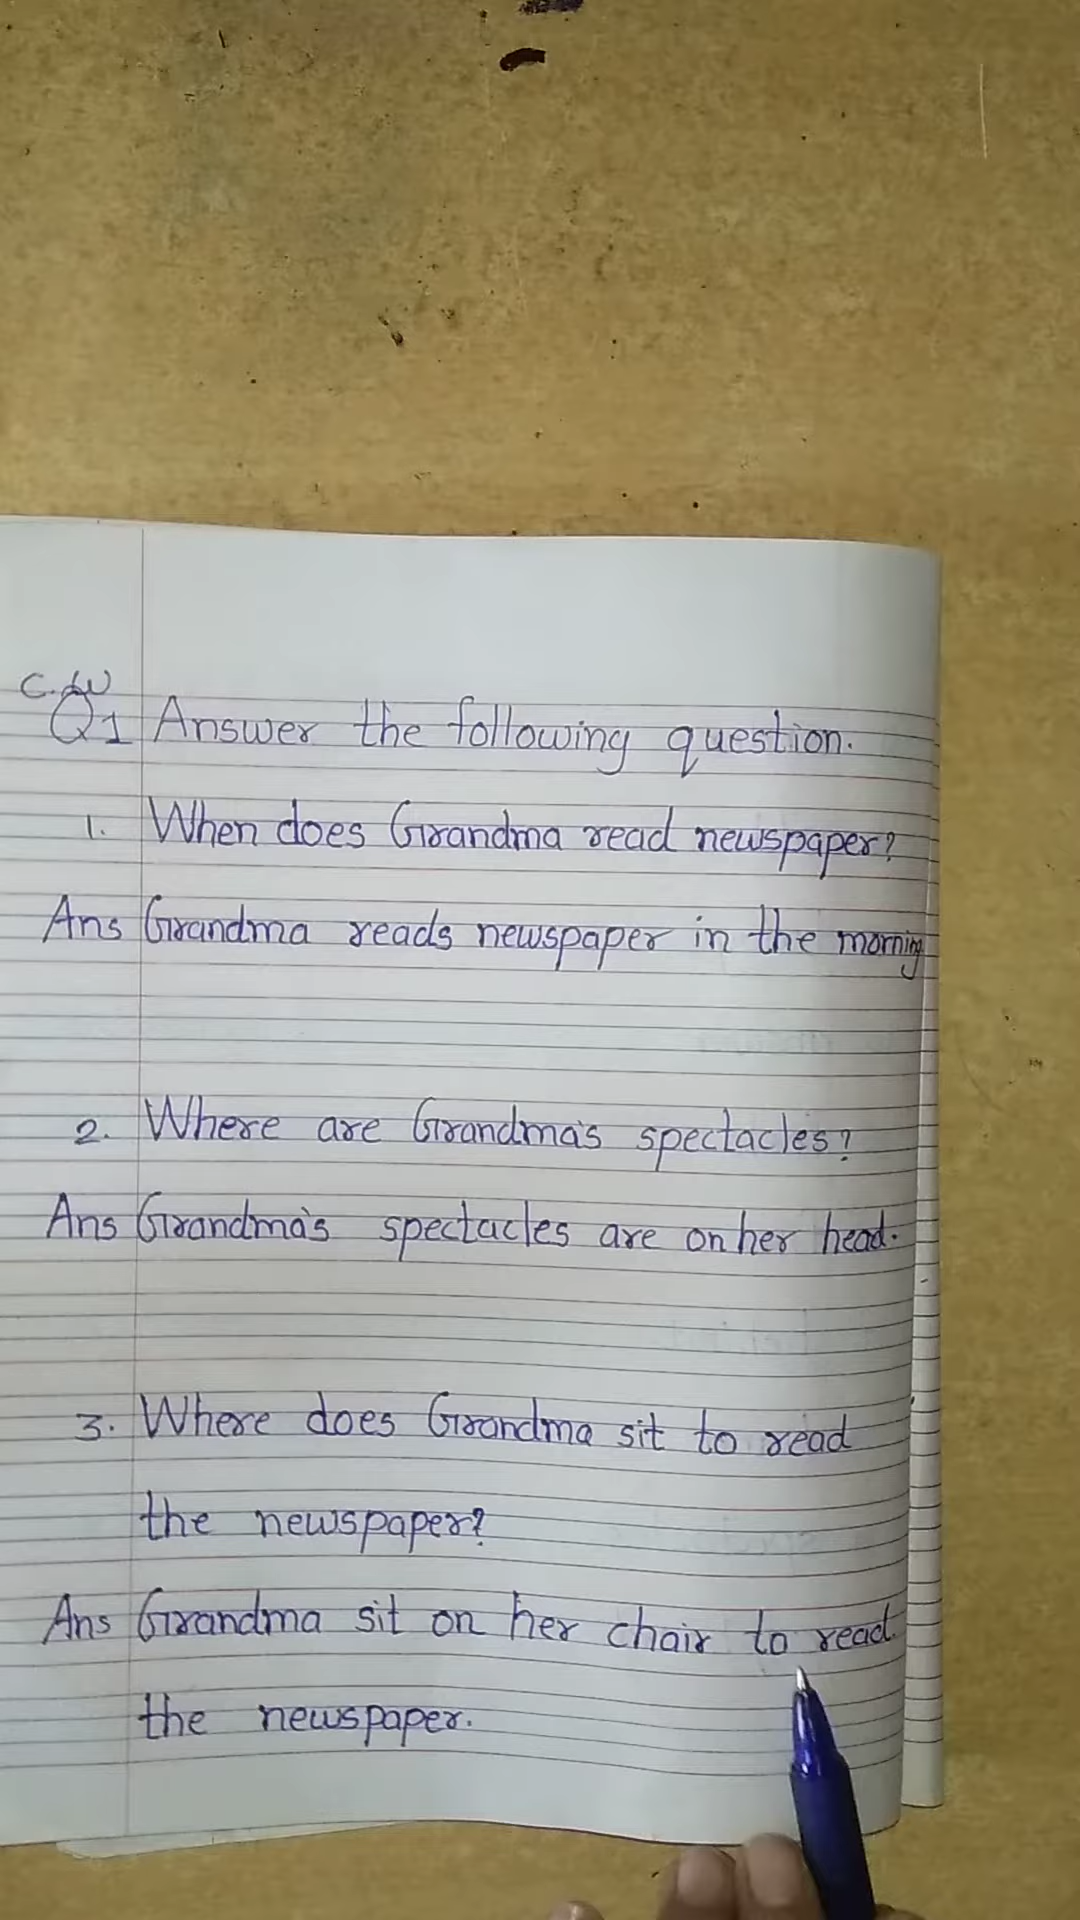 C.W
Q1 Answer the following question.
1. When does Grandma read newspaper?
Ans Grandma reads newspaper in the morning
2. Where are Grandma's spectacles?
Ans Grandma's spectacles are on her head.
3. Where does Grandma sit to read
the newspaper?
Ans Grandma sit on her chair to read
the newspaper.